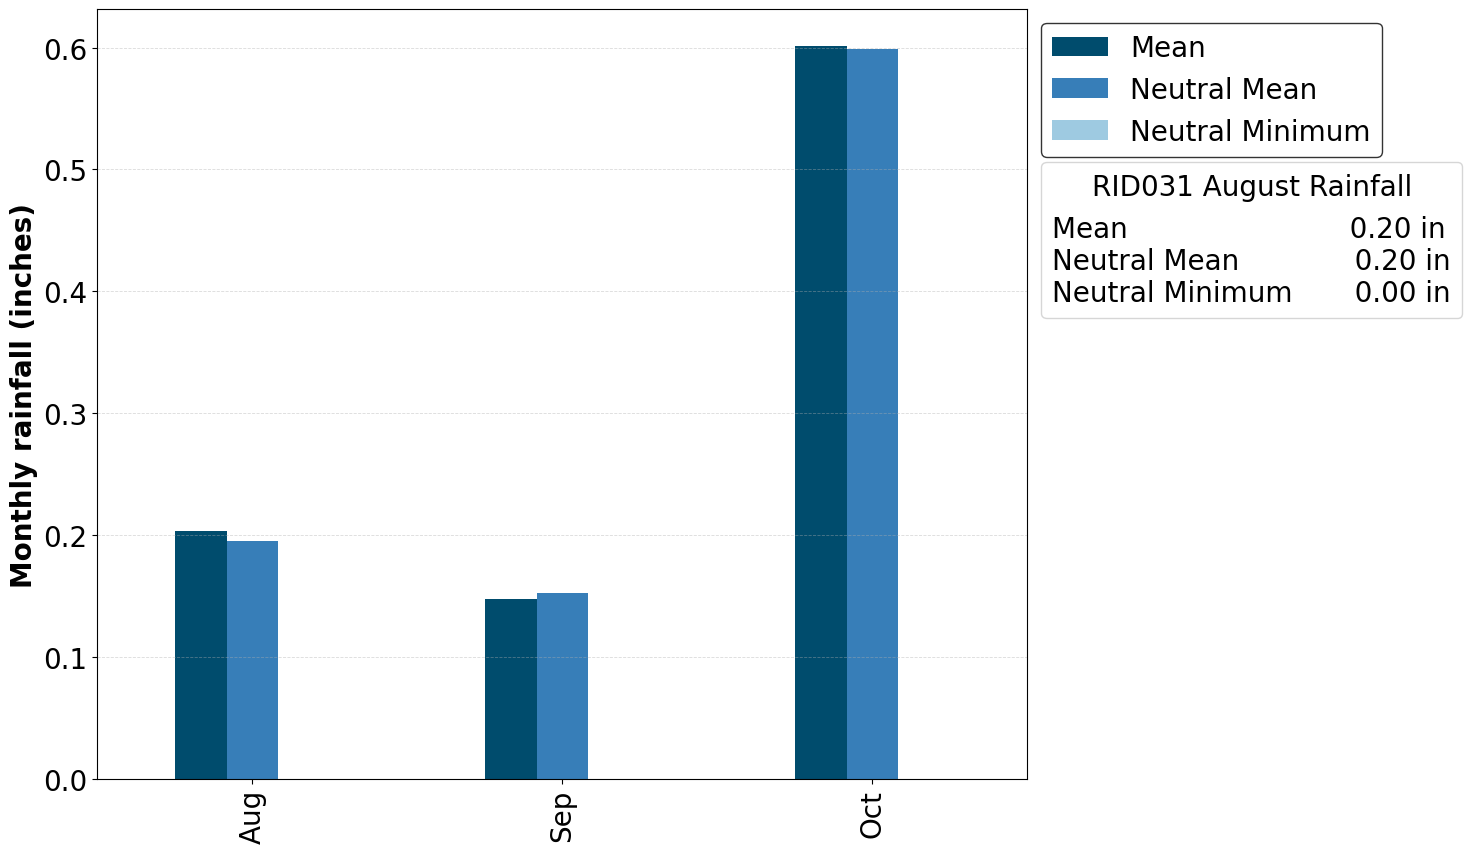 Monthly rainfall (inches)
0.6
0.5
0.4
0.3
0.2
0.1
0.0
Aug
Sep
Oct
Mean
Neutral Mean
Neutral Minimum
RID031 August Rainfall
Mean 0.20 in
Neutral Mean 0.20 in
Neutral Minimum 0.00 in